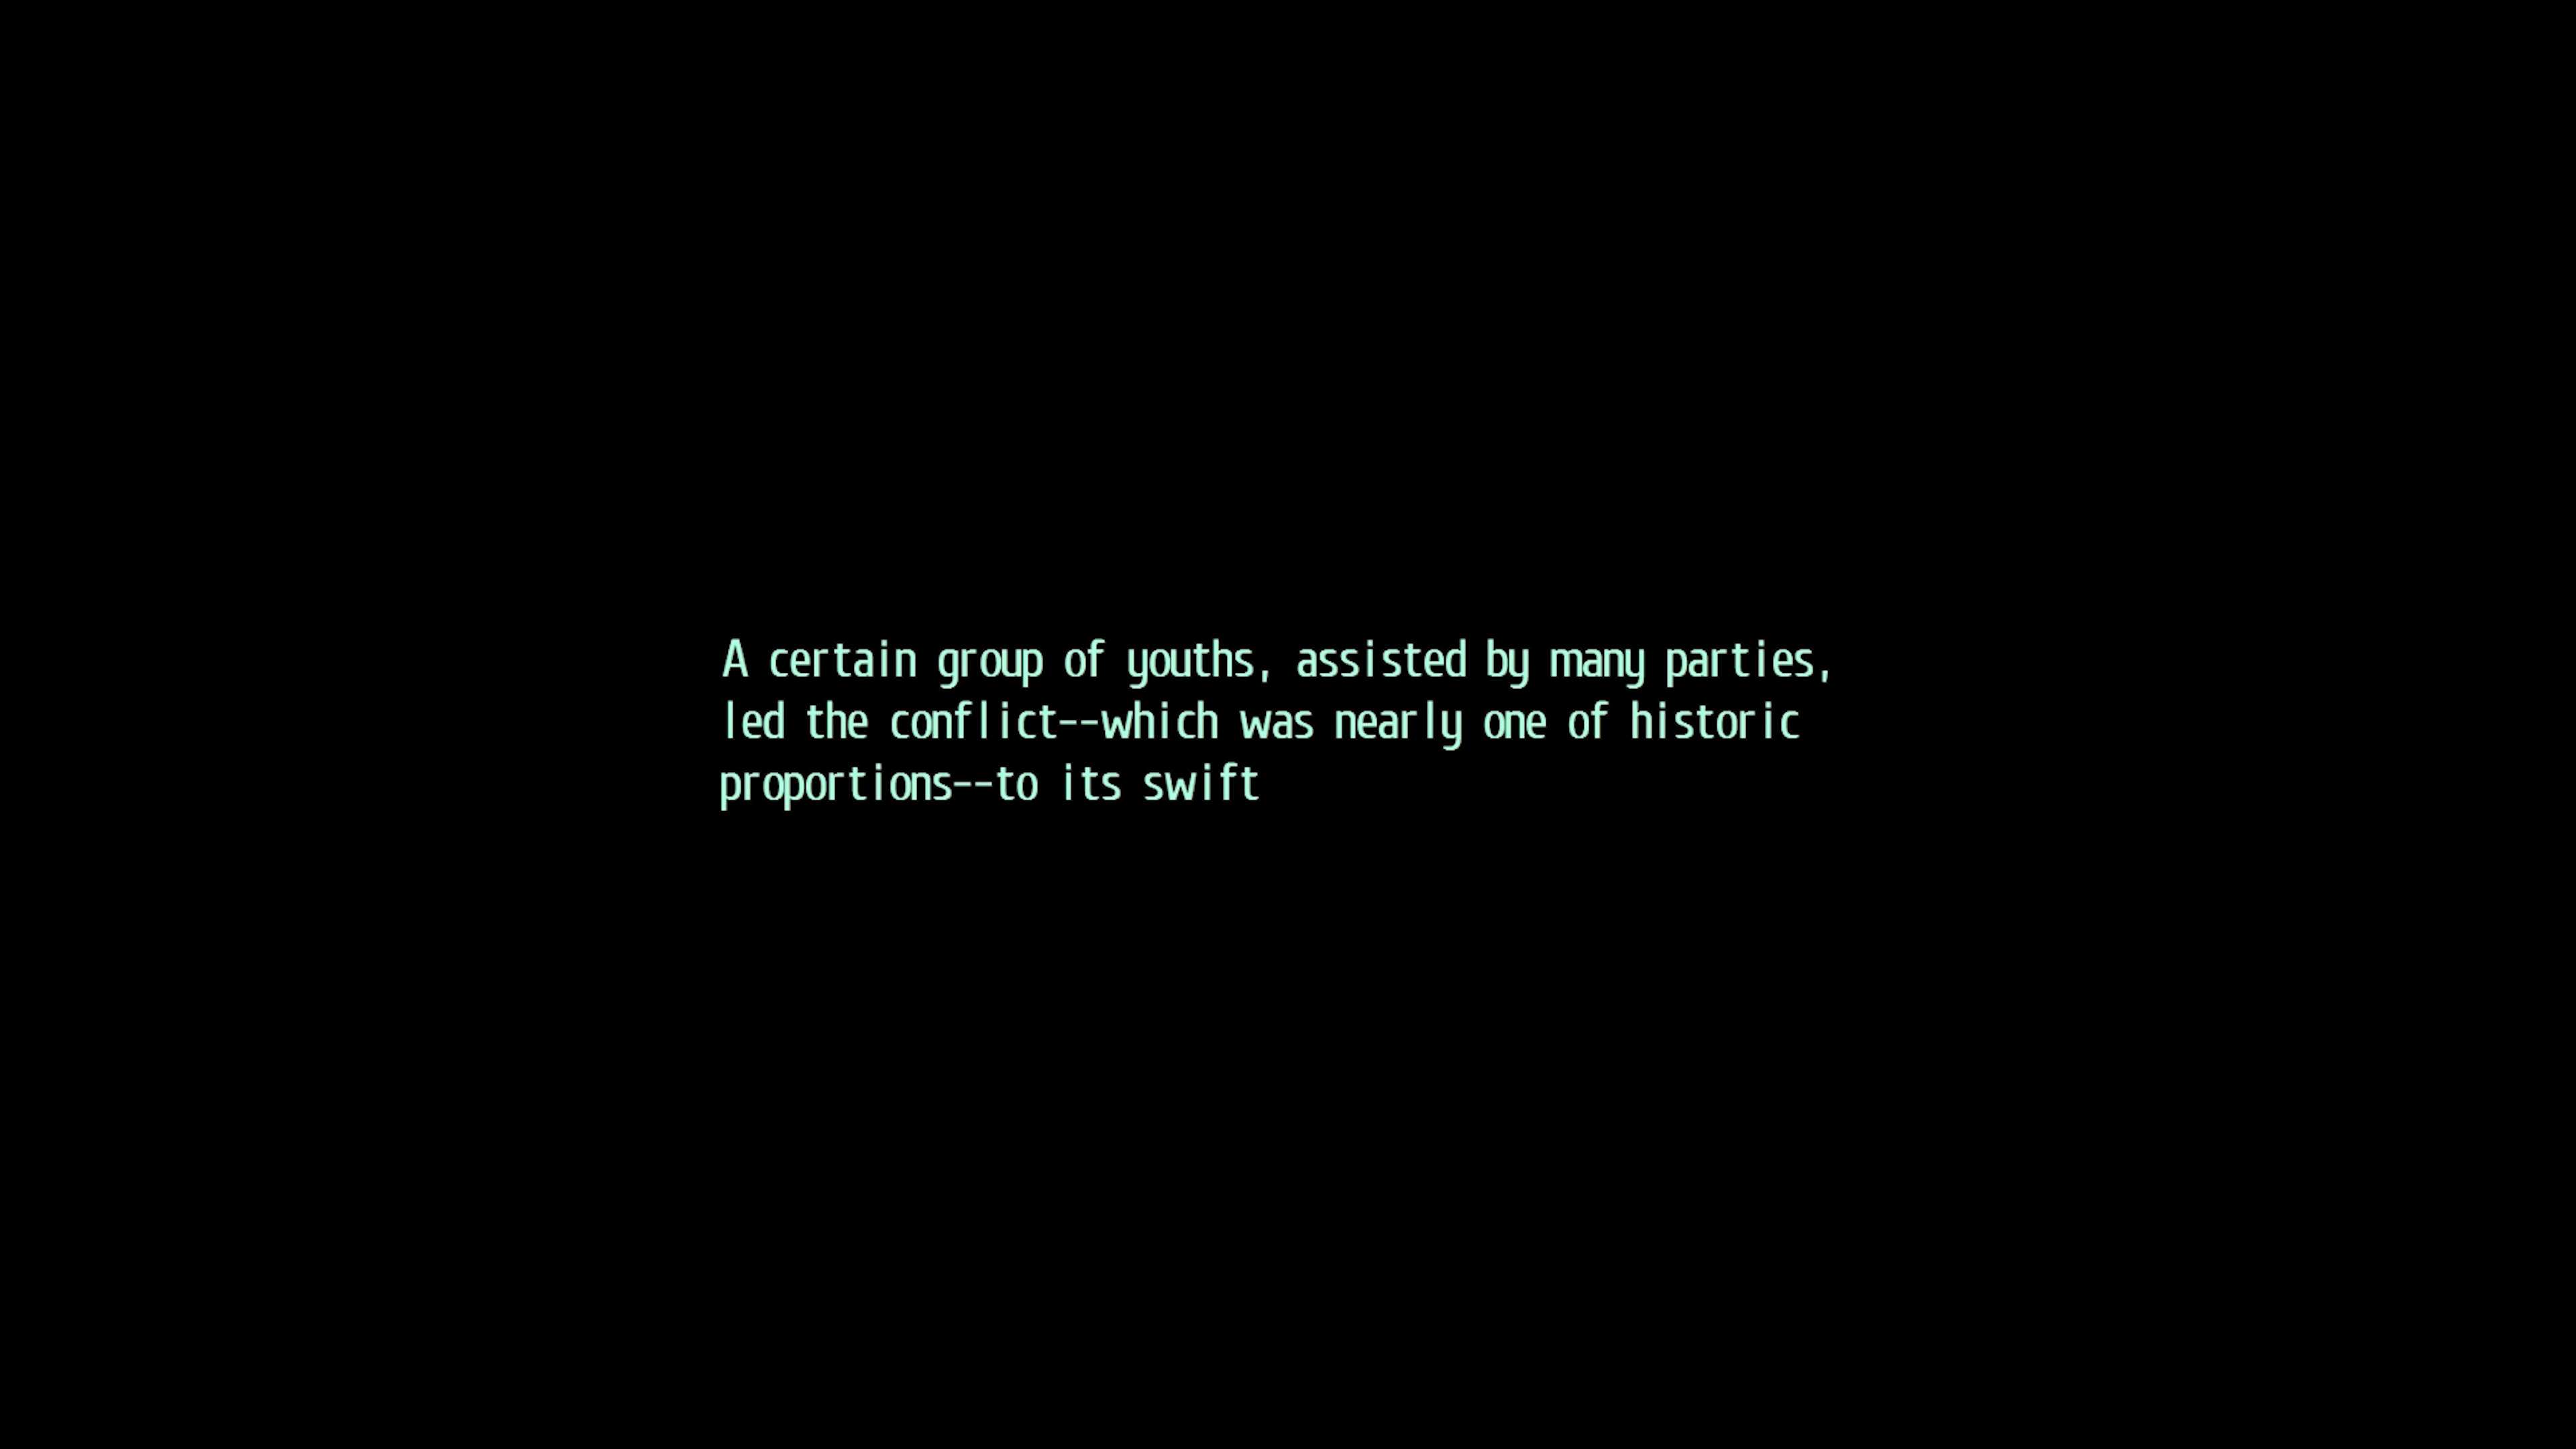 A certain group of youths, assisted by many parties,
led the conflict--which was nearly one of historic
proportions--to its swift